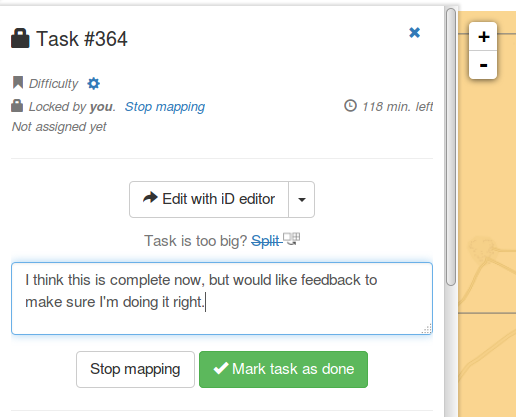 Task #364
Difficulty
Locked by you. Stop mapping 118 min. left
Not assigned yet
Edit with iD editor
Task is too big? Split
I think this is complete now, but would like feedback to
make sure I'm doing it right.
Stop mapping Mark task as done
+
-